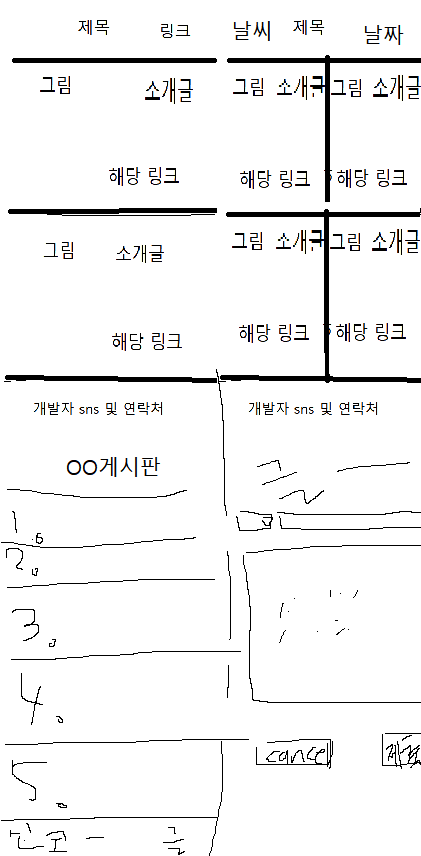 제목 링크 날씨 제목 날짜
그림 소개글 그림 소개글 그림 소개글
해당 링크 해당 링크 해당 링크
그림 소개글 그림 소개글 그림 소개글
해당 링크 해당 링크 해당 링크
개발자 sns 및 연락처 개발자 sns 및 연락처
OO게시판
1.
2.
3.
4.
5.
cancel
글